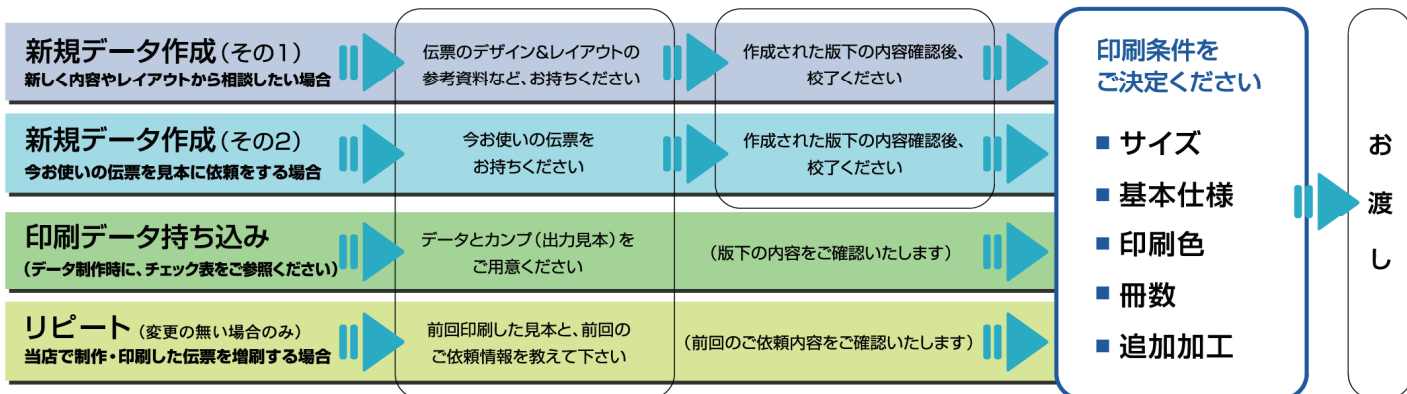 新規データ作成(その1)
新しく内容やレイアウトから相談したい場合
伝票のデザイン&レイアウトの
参考資料など、お持ちください
作成された版下の内容確認後、
校了ください
新規データ作成(その2)
今お使いの伝票を見本に依頼をする場合
今お使いの伝票を
お持ちください
作成された版下の内容確認後、
校了ください
印刷データ持ち込み
(データ制作時に、チェック表をご参照ください)
データとカンプ(出力見本)を
ご用意ください
(版下の内容をご確認いたします)
リピート(変更の無い場合のみ)
当店で制作・印刷した伝票を増刷する場合
前回印刷した見本と、前回の
ご依頼情報を教えて下さい
(前回のご依頼内容をご確認いたします)
印刷条件を
ご決定ください
■ サイズ
■ 基本仕様
■ 印刷色
■ 冊数
■ 追加加工
お渡し